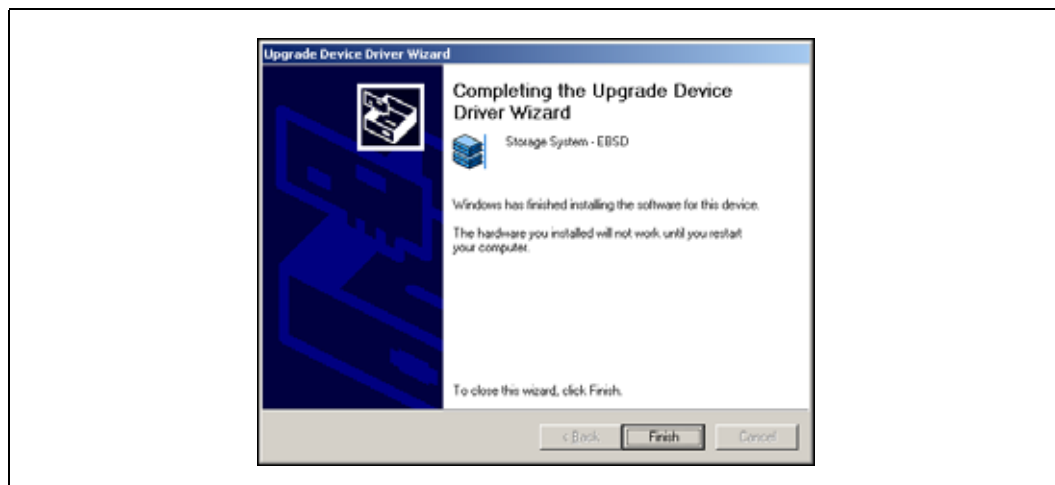 Upgrade Device Driver Wizard
Completing the Upgrade Device
Driver Wizard
Storage System - EBSD
Windows has finished installing the software for this device.
The hardware you installed will not work until you restart
your computer.
To close this wizard, click Finish.
< Back
Finish
Cancel